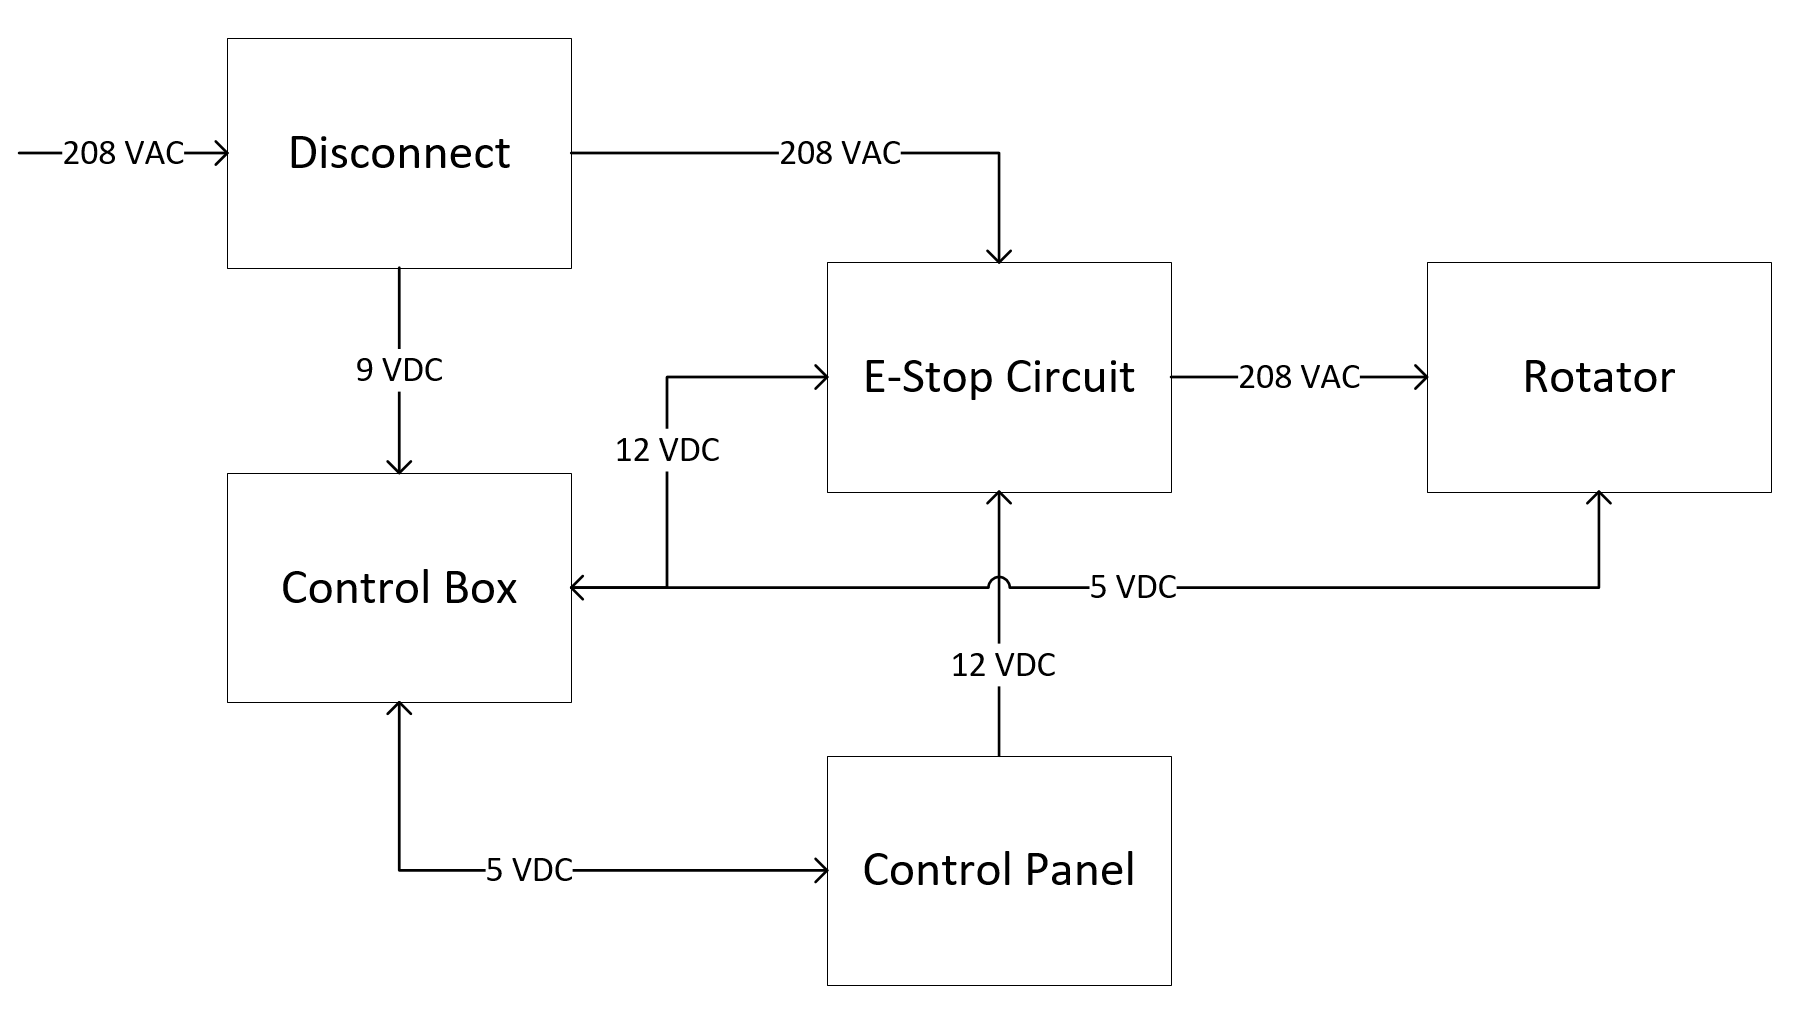 208 VAC
Disconnect
208 VAC
9 VDC
E-Stop Circuit
208 VAC
Rotator
12 VDC
Control Box
5 VDC
12 VDC
5 VDC
Control Panel